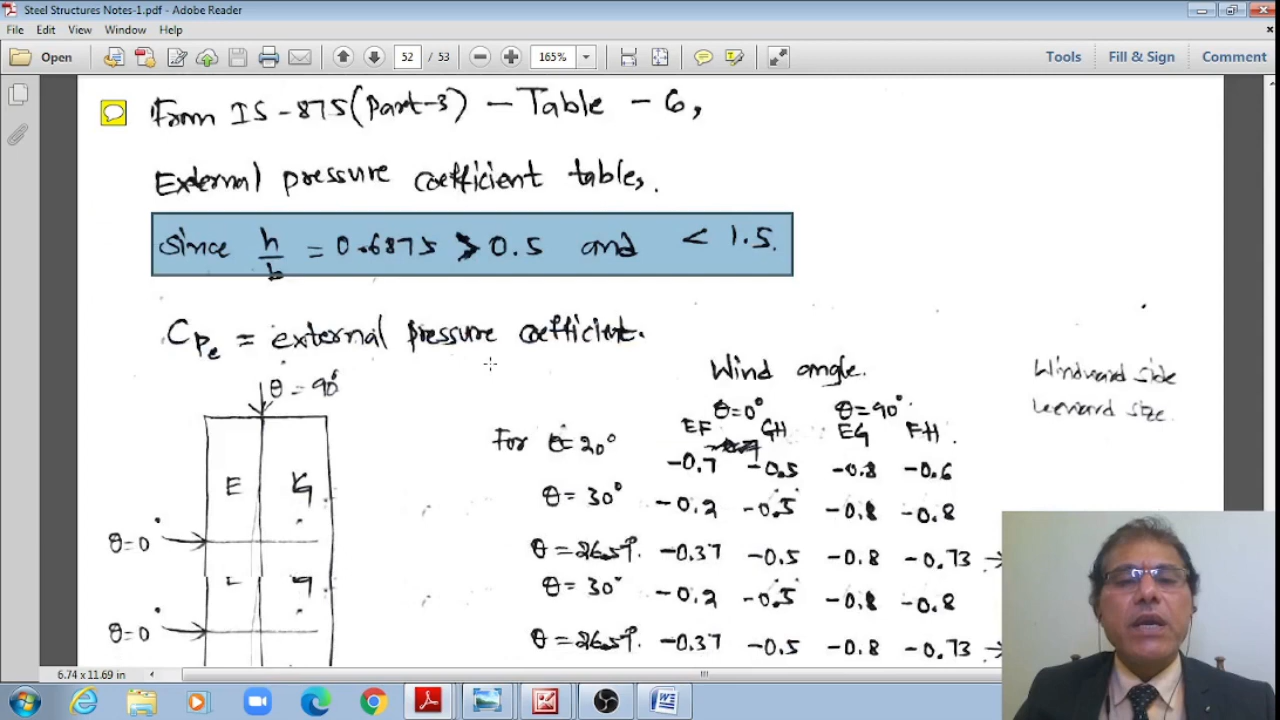 Steel Structures Notes-1.pdf - Adobe Reader
File Edit View Window Help
Open 52 / 53 165% Tools Fill & Sign Comment
From IS-875(Part-3) - Table - 6,
External pressure coefficient tables.
Since h/b = 0.6875 > 0.5 and < 1.5.
CPe = external pressure coefficient.
θ = 90°
Wind angle.
Windward side
Leeward size
θ=0° θ=90°
EF GH EG FH
For θ=20° -0.7 -0.5 -0.8 -0.6
E G
θ = 30° -0.2 -0.5 -0.8 -0.8
θ=0°
θ = 26.57. -0.37 -0.5 -0.8 -0.73 →
θ = 30° -0.2 -0.5 -0.8 -0.8
θ=0°
θ = 26.57. -0.37 -0.5 -0.8 -0.73 →
6.74 x 11.69 in